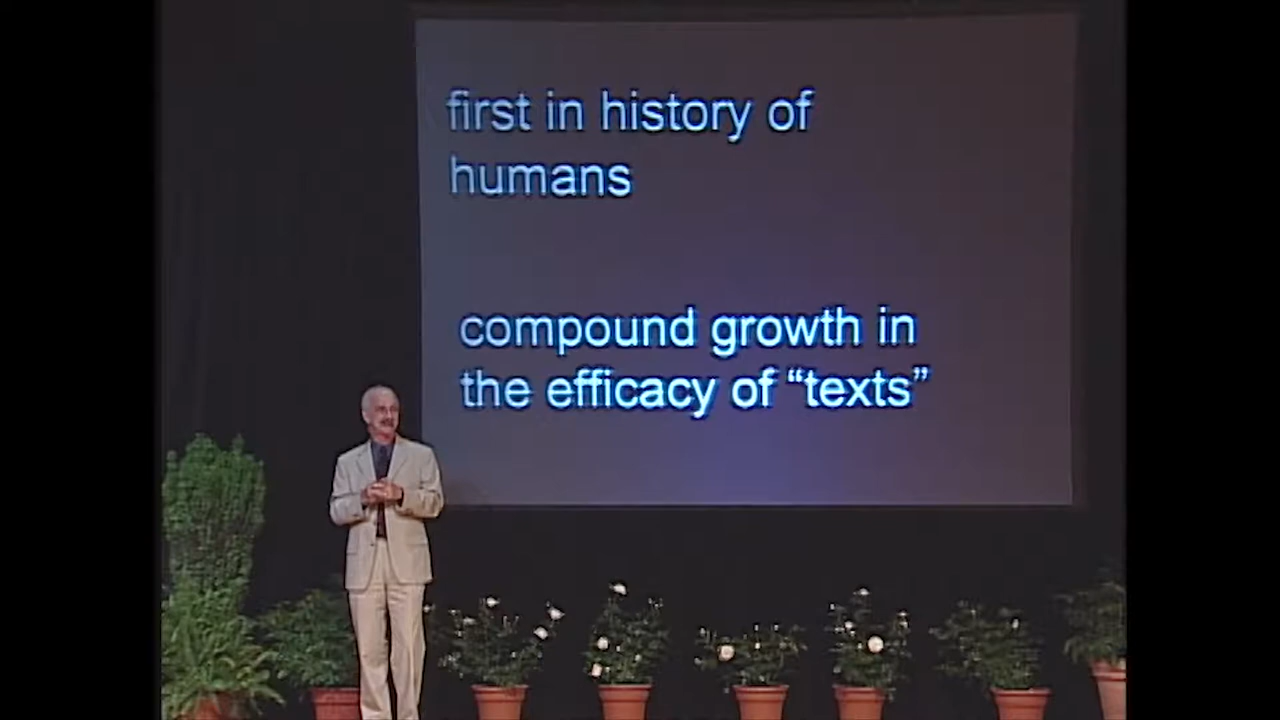 first in history of
humans
compound growth in
the efficacy of “texts”